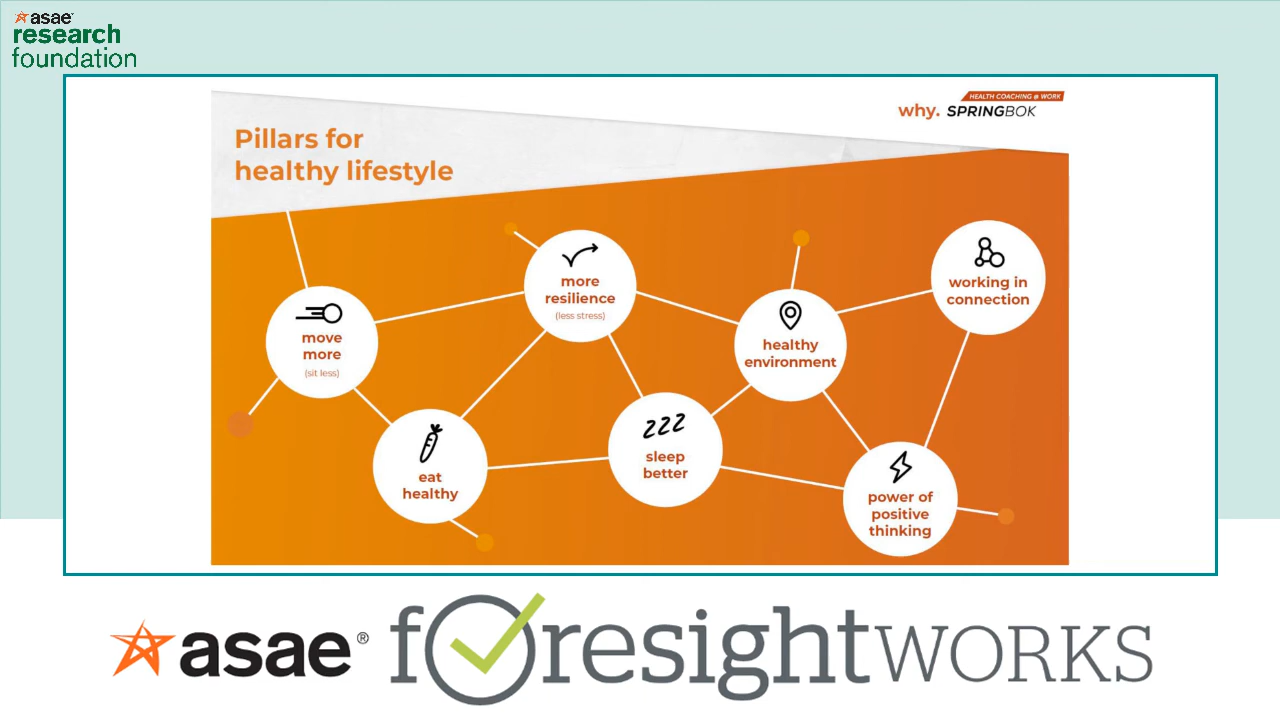 asae
research
foundation
HEALTH COACHING @ WORK
why. SPRINGBOK
Pillars for
healthy lifestyle
move
more
(sit less)
more
resilience
(less stress)
healthy
environment
working in
connection
eat
healthy
zzz
sleep
better
power of
positive
thinking
asae® foresightWORKS